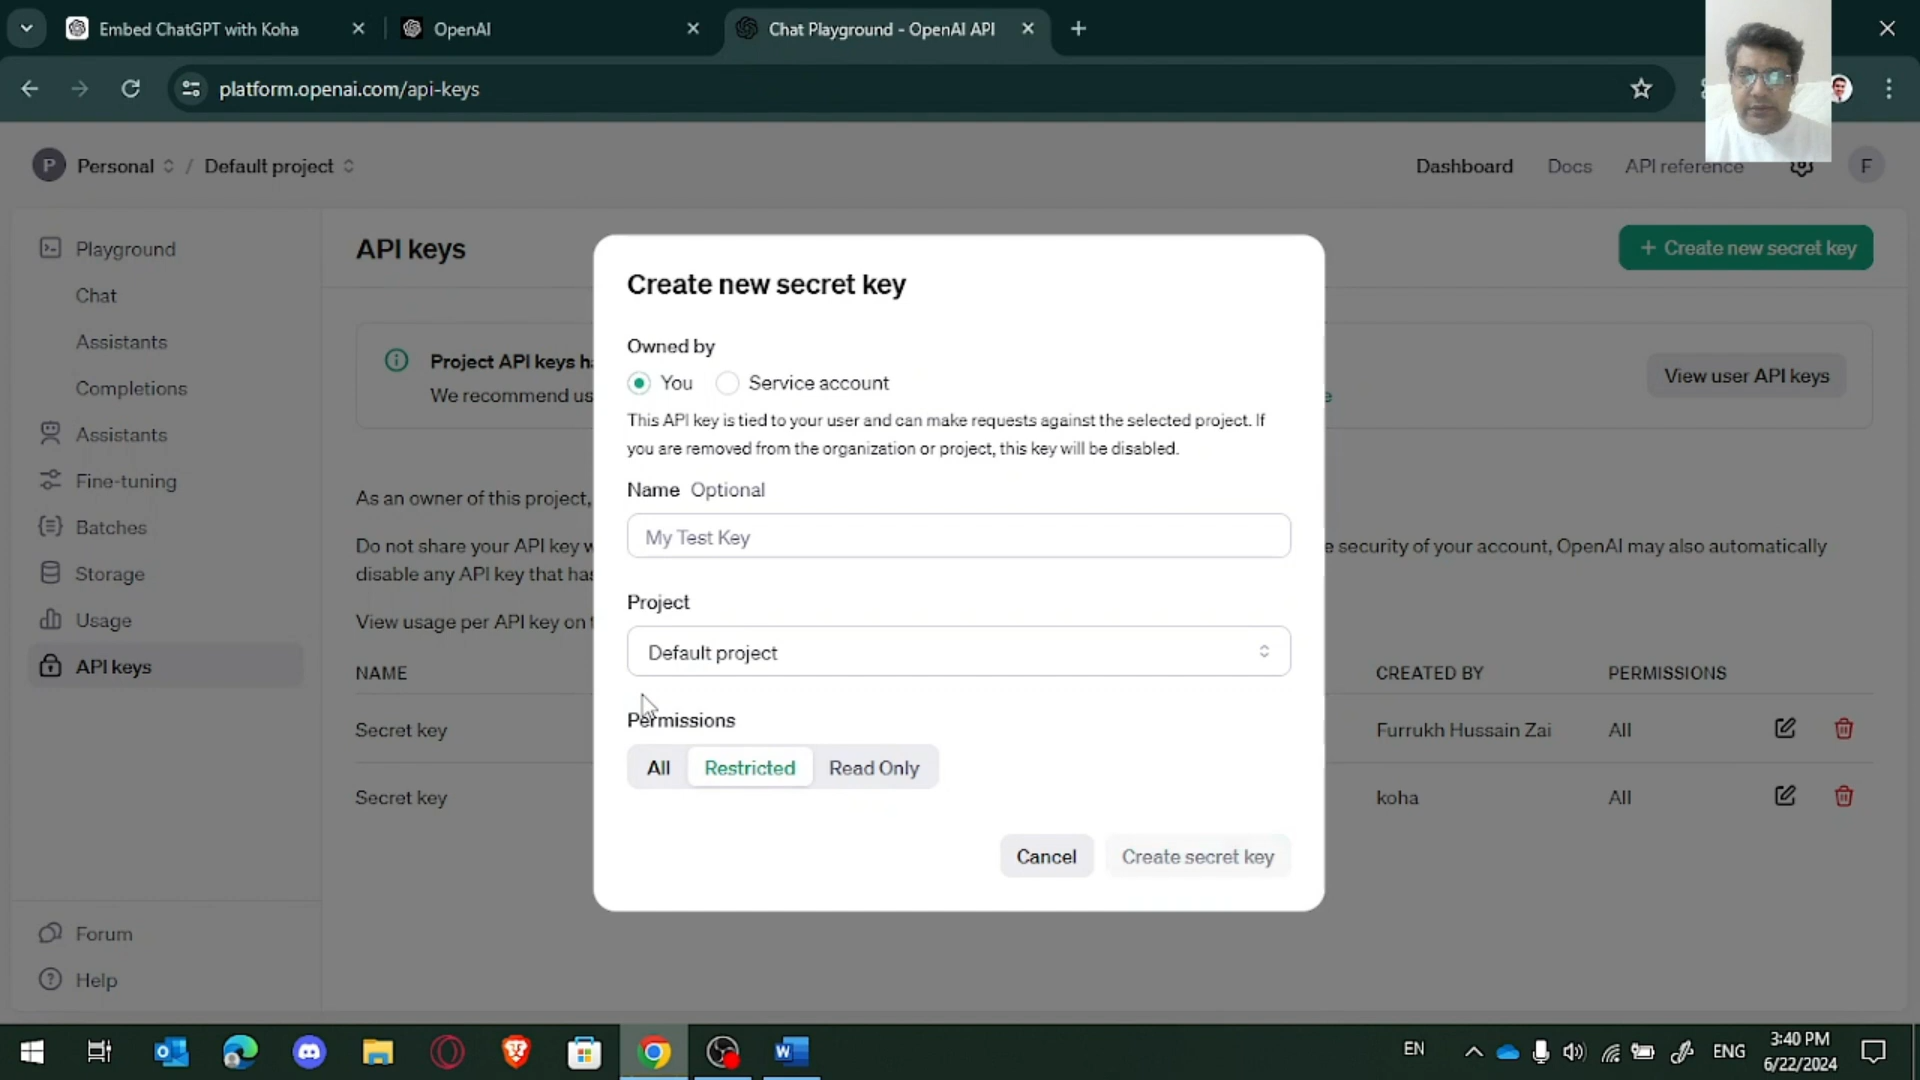 Embed ChatGPT with Koha
OpenAI
Chat Playground - OpenAI API
platform.openai.com/api-keys
P Personal / Default project
Dashboard Docs API reference F
Playground
Chat
Assistants
Completions
Assistants
Fine-tuning
Batches
Storage
Usage
API keys
Forum
Help
API keys
+ Create new secret key
Project API keys h
We recommend us
e
View user API keys
As an owner of this project,
Do not share your API key w
e security of your account, OpenAI may also automatically
disable any API key that has
View usage per API key on t
NAME CREATED BY PERMISSIONS
Secret key Furrukh Hussain Zai All
Secret key koha All
Create new secret key
Owned by
You Service account
This API key is tied to your user and can make requests against the selected project. If
you are removed from the organization or project, this key will be disabled.
Name Optional
My Test Key
Project
Default project
Permissions
All Restricted Read Only
Cancel Create secret key
EN ENG 3:40 PM
6/22/2024